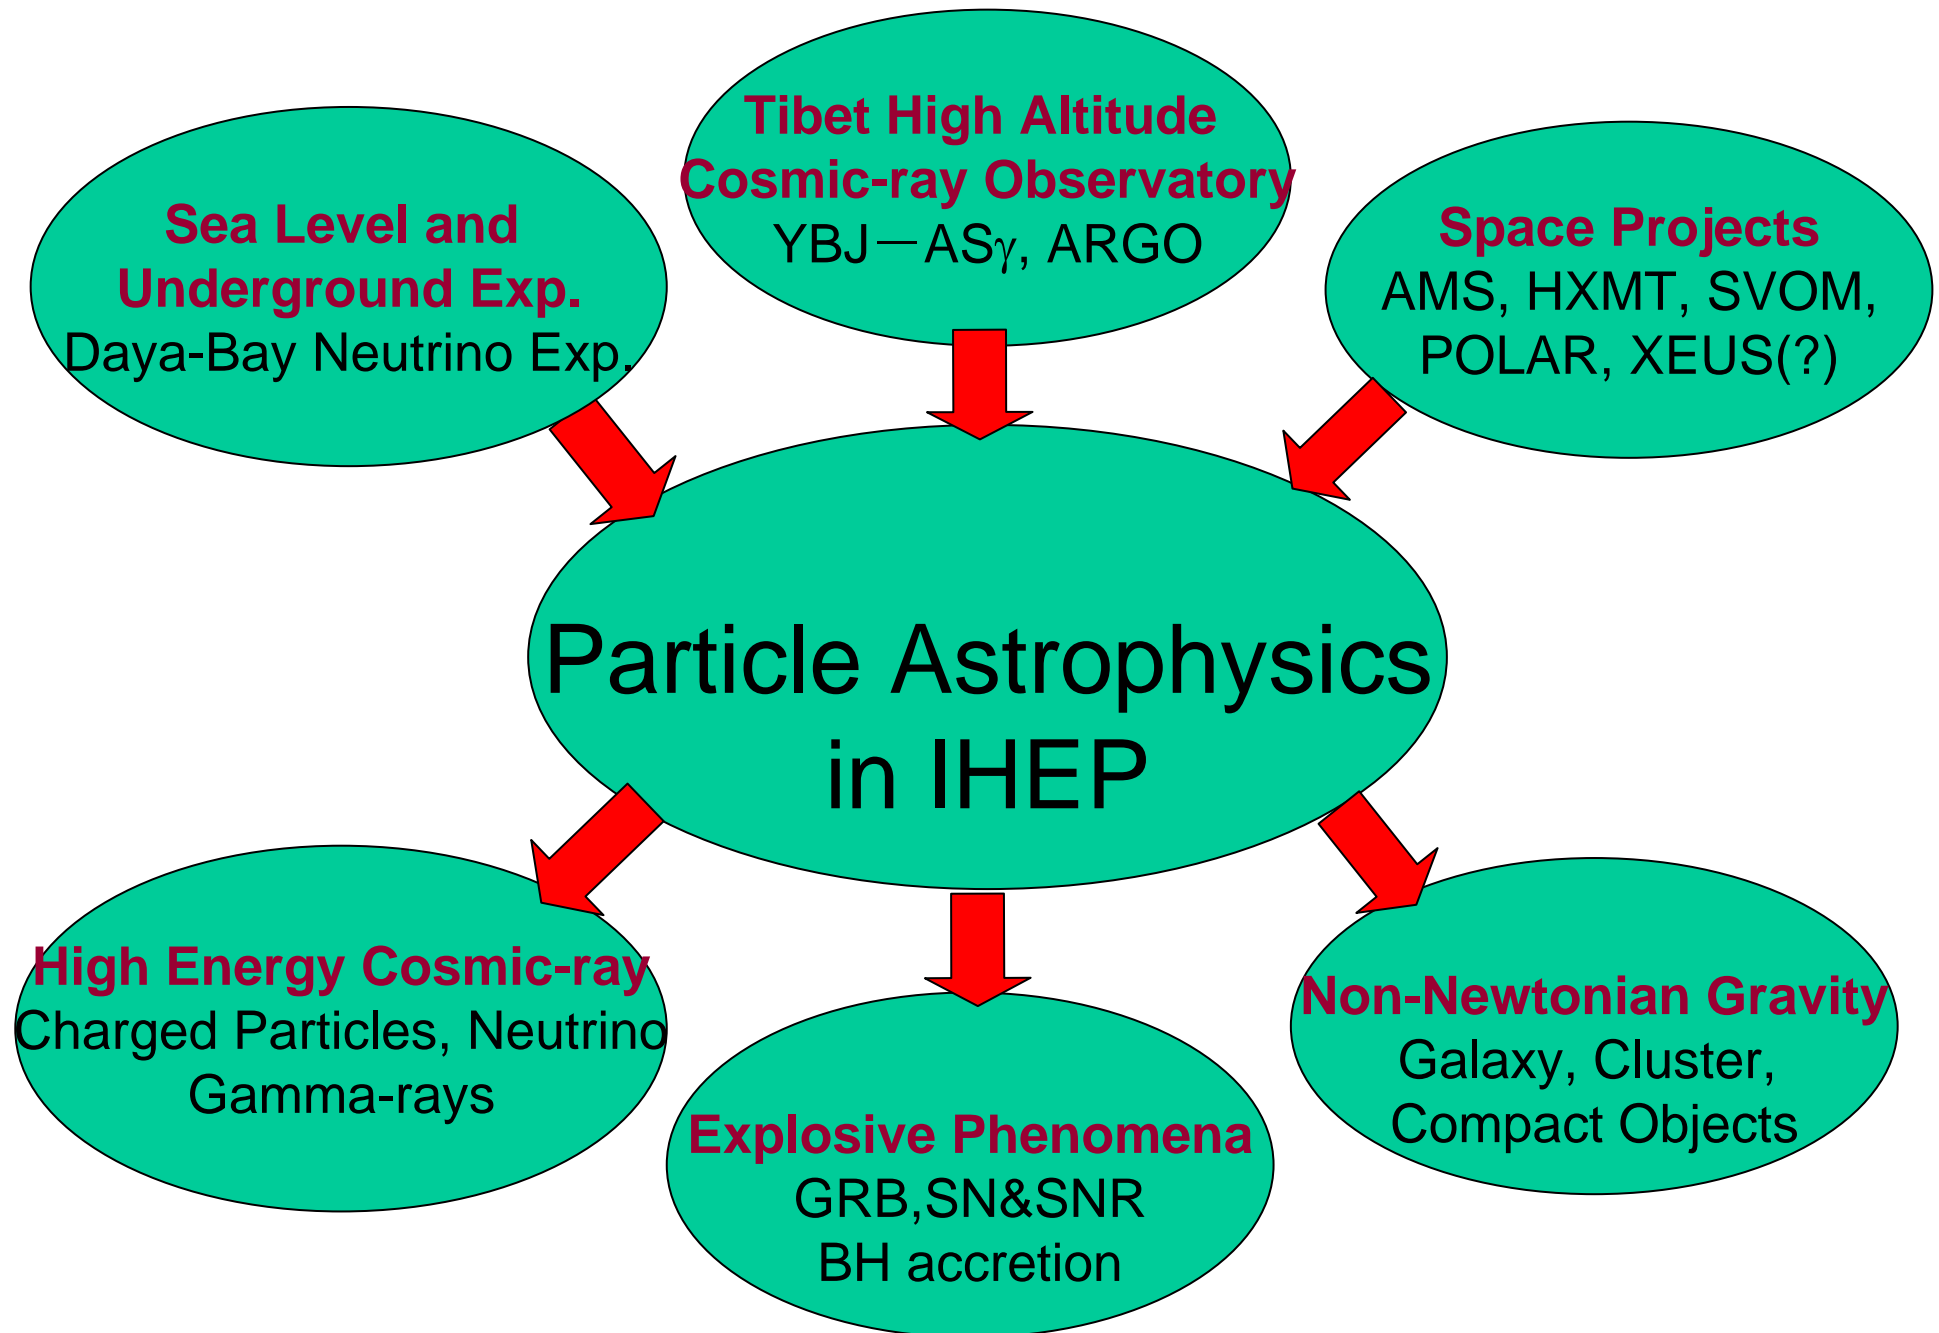 Tibet High Altitude
Cosmic-ray Observatory
YBJ－ASγ, ARGO
Sea Level and
Underground Exp.
Daya-Bay Neutrino Exp.
Space Projects
AMS, HXMT, SVOM,
POLAR, XEUS(?)
Particle Astrophysics
in IHEP
High Energy Cosmic-ray
Charged Particles, Neutrino
Gamma-rays
Explosive Phenomena
GRB,SN&SNR
BH accretion
Non-Newtonian Gravity
Galaxy, Cluster,
Compact Objects